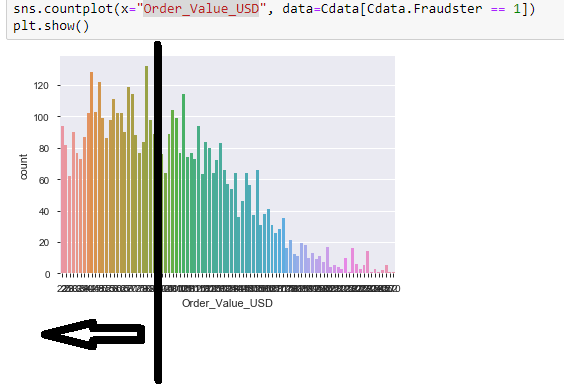 sns.countplot(x="Order_Value_USD", data=Cdata[Cdata.Fraudster == 1])
plt.show()
120
100
80
60
40
20
0
count
Order_Value_USD